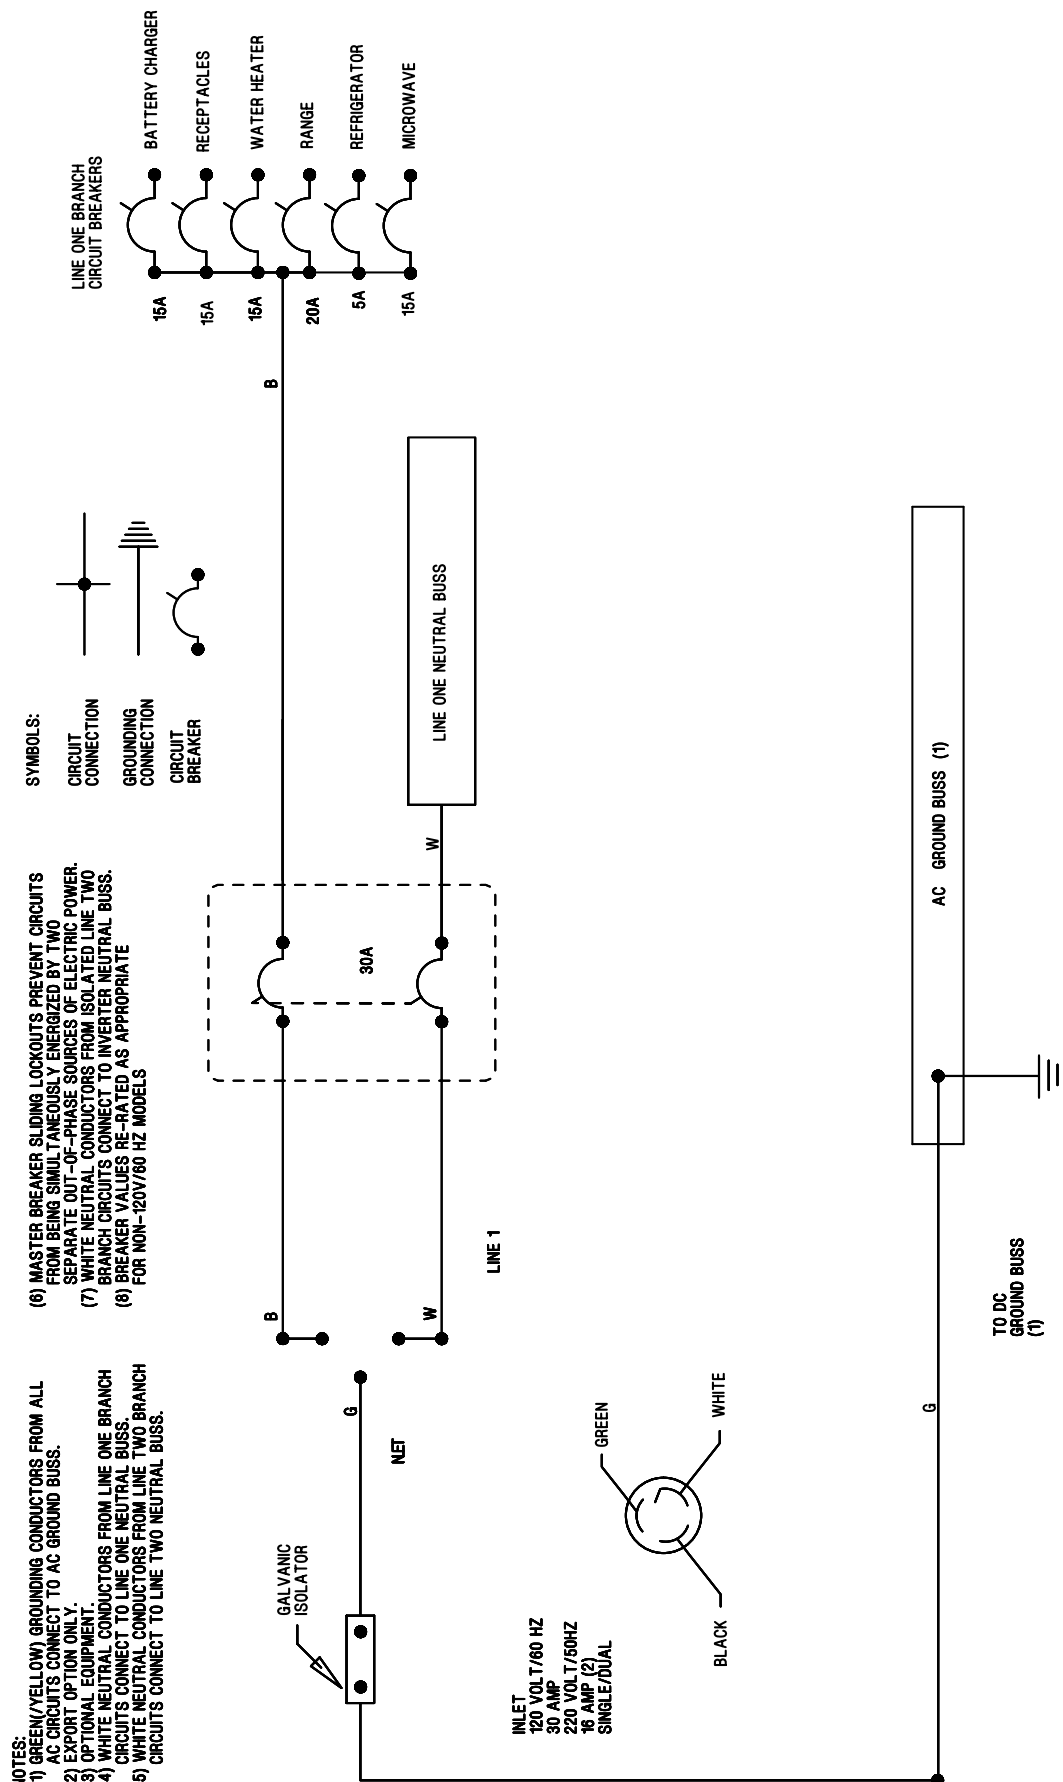 IOTES:
1) GREEN(/YELLOW) GROUNDING CONDUCTORS FROM ALL
AC CIRCUITS CONNECT TO AC GROUND BUSS.
2) EXPORT OPTION ONLY.
3) OPTIONAL EQUIPMENT.
4) WHITE NEUTRAL CONDUCTORS FROM LINE ONE BRANCH
CIRCUITS CONNECT TO LINE ONE NEUTRAL BUSS.
5) WHITE NEUTRAL CONDUCTORS FROM LINE TWO BRANCH
CIRCUITS CONNECT TO LINE TWO NEUTRAL BUSS.
(6) MASTER BREAKER SLIDING LOCKOUTS PREVENT CIRCUITS
FROM BEING SIMULTANEOUSLY ENERGIZED BY TWO
SEPARATE OUT-OF-PHASE SOURCES OF ELECTRIC POWER.
(7) WHITE NEUTRAL CONDUCTORS FROM ISOLATED LINE TWO
BRANCH CIRCUITS CONNECT TO INVERTER NEUTRAL BUSS.
(8) BREAKER VALUES RE-RATED AS APPROPRIATE
FOR NON-120V/60 HZ MODELS
SYMBOLS:
CIRCUIT
CONNECTION
GROUNDING
CONNECTION
CIRCUIT
BREAKER
LINE ONE BRANCH
CIRCUIT BREAKERS
15A
BATTERY CHARGER
15A
RECEPTACLES
15A
WATER HEATER
20A
RANGE
5A
REFRIGERATOR
15A
MICROWAVE
B
B
30A
W
W
LINE ONE NEUTRAL BUSS
LINE 1
GALVANIC
ISOLATOR
G
NET
INLET
120 VOLT/60 HZ
30 AMP
220 VOLT/50HZ
16 AMP (2)
SINGLE/DUAL
GREEN
WHITE
BLACK
G
AC GROUND BUSS (1)
TO DC
GROUND BUSS
(1)